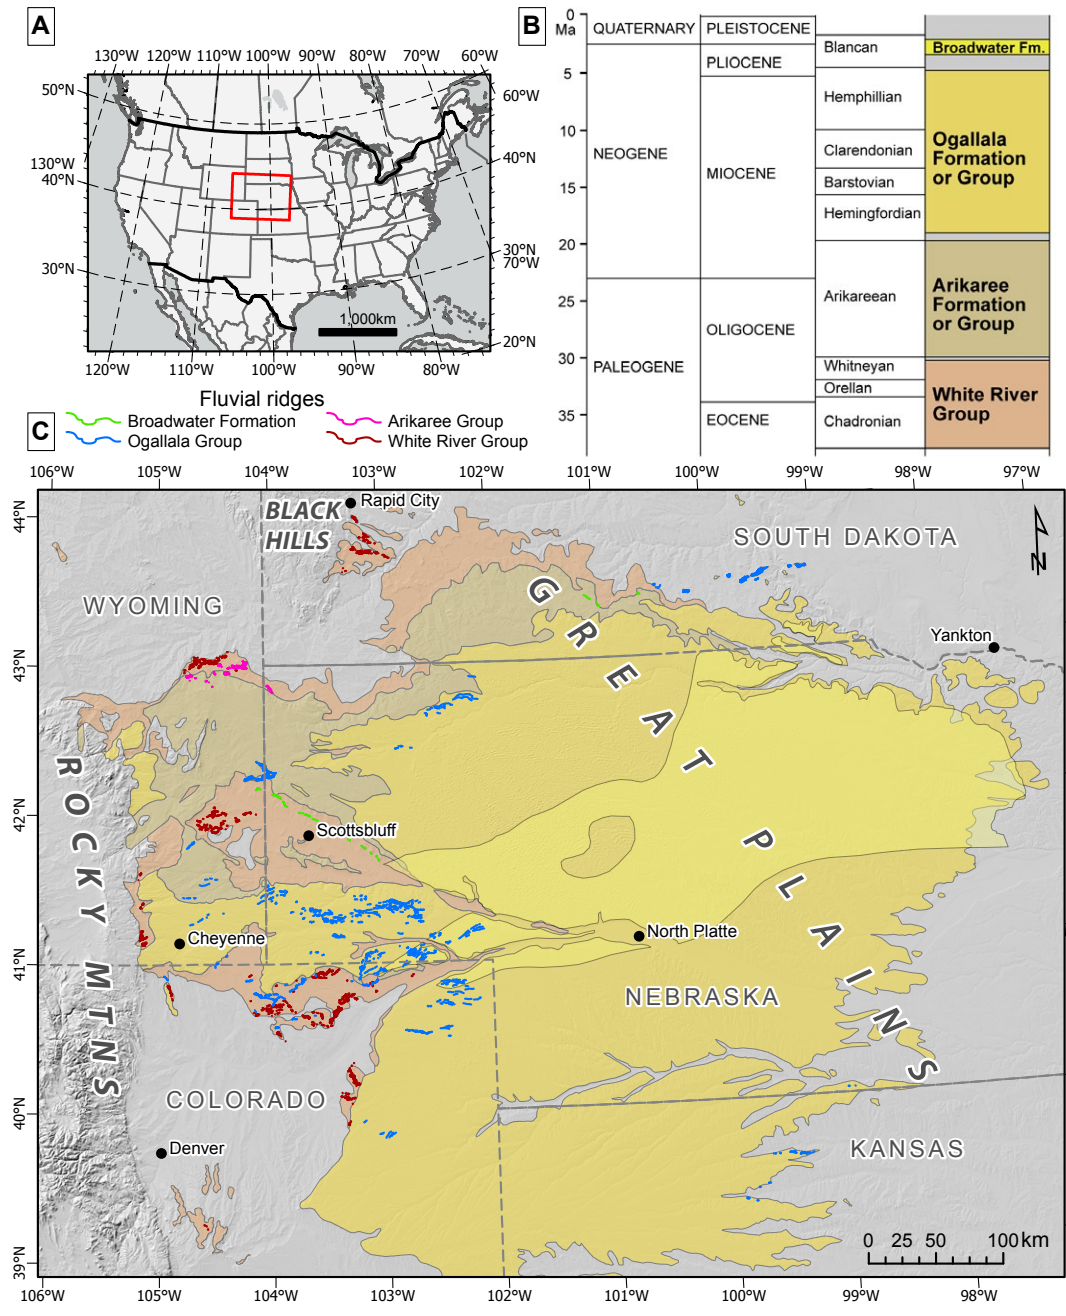 A
130°W 120°W 110°W 100°W 90°W 80°W 70°W 60°W
50°N
60°W
130°W
40°N
40°N
30°N
30°N
70°W
1,000km
20°N
120°W 110°W 100°W 90°W 80°W
B
0
Ma
5
10
15
20
25
30
35
QUATERNARY
NEOGENE
PALEOGENE
PLEISTOCENE
PLIOCENE
MIOCENE
OLIGOCENE
EOCENE
Blancan
Hemphillian
Clarendonian
Barstovian
Hemingfordian
Arikareean
Whitneyan
Orellan
Chadronian
Broadwater Fm.
Ogallala
Formation
or Group
Arikaree
Formation
or Group
White River
Group
Fluvial ridges
C
Broadwater Formation
Arikaree Group
Ogallala Group
White River Group
106°W 105°W 104°W 103°W 102°W 101°W 100°W 99°W 98°W 97°W
44°N
43°N
42°N
41°N
40°N
39°N
BLACK
HILLS
Rapid City
SOUTH DAKOTA
WYOMING
Yankton
GREAT PLAINS
ROCKY MTNS
Scottsbluff
Cheyenne
North Platte
NEBRASKA
COLORADO
Denver
KANSAS
N
0 25 50 100 km
106°W 105°W 104°W 103°W 102°W 101°W 100°W 99°W 98°W